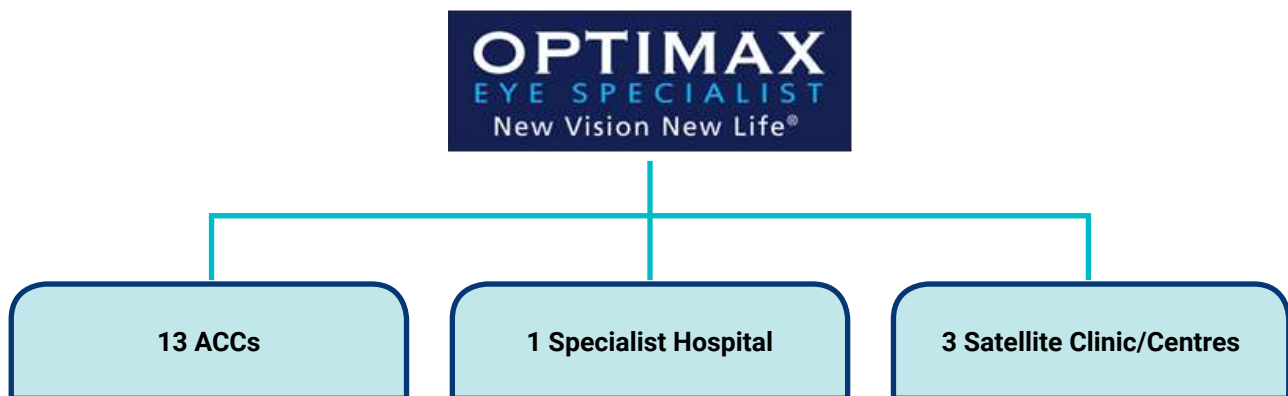 OPTIMAX
EYE SPECIALIST
New Vision New Life®
13 ACCs
1 Specialist Hospital
3 Satellite Clinic/Centres